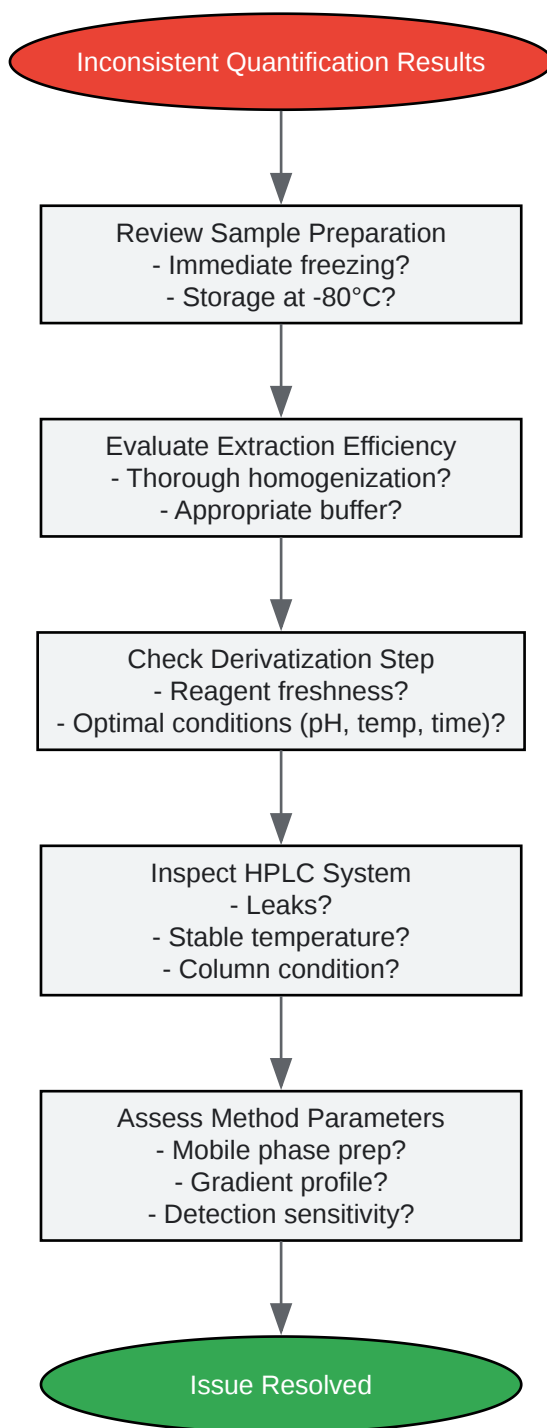 Inconsistent Quantification Results
Review Sample Preparation
- Immediate freezing?
- Storage at -80°C?
Evaluate Extraction Efficiency
- Thorough homogenization?
- Appropriate buffer?
Check Derivatization Step
- Reagent freshness?
- Optimal conditions (pH, temp, time)?
Inspect HPLC System
- Leaks?
- Stable temperature?
- Column condition?
Assess Method Parameters
- Mobile phase prep?
- Gradient profile?
- Detection sensitivity?
Issue Resolved